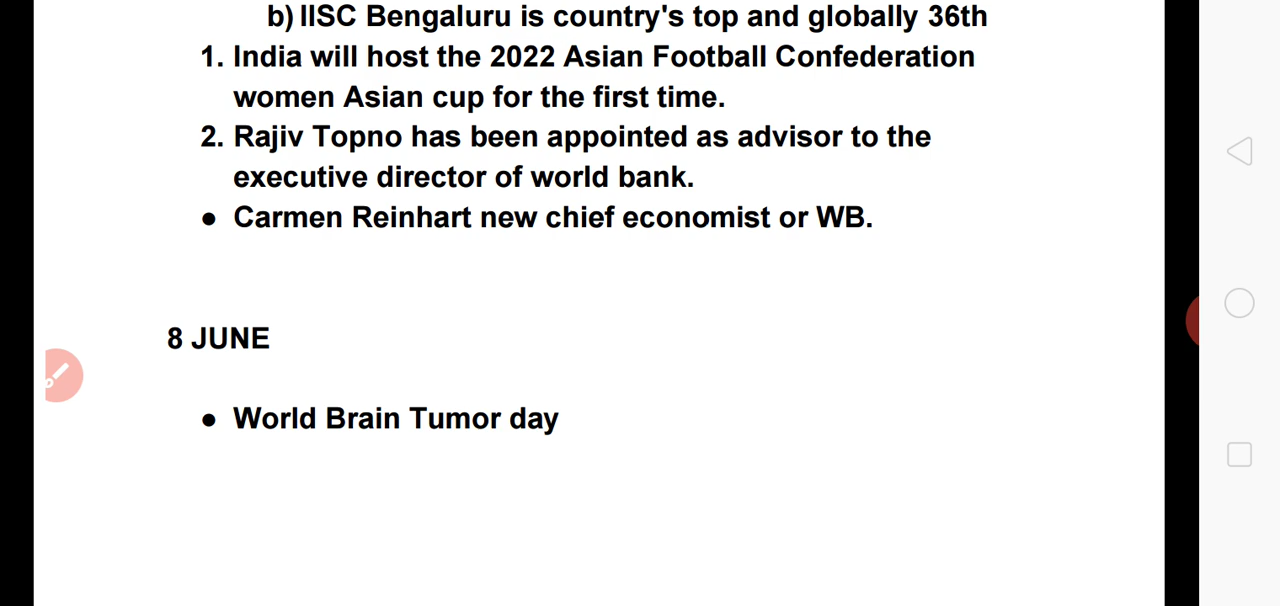 b) IISC Bengaluru is country's top and globally 36th
1. India will host the 2022 Asian Football Confederation
women Asian cup for the first time.
2. Rajiv Topno has been appointed as advisor to the
executive director of world bank.
● Carmen Reinhart new chief economist or WB.
8 JUNE
● World Brain Tumor day